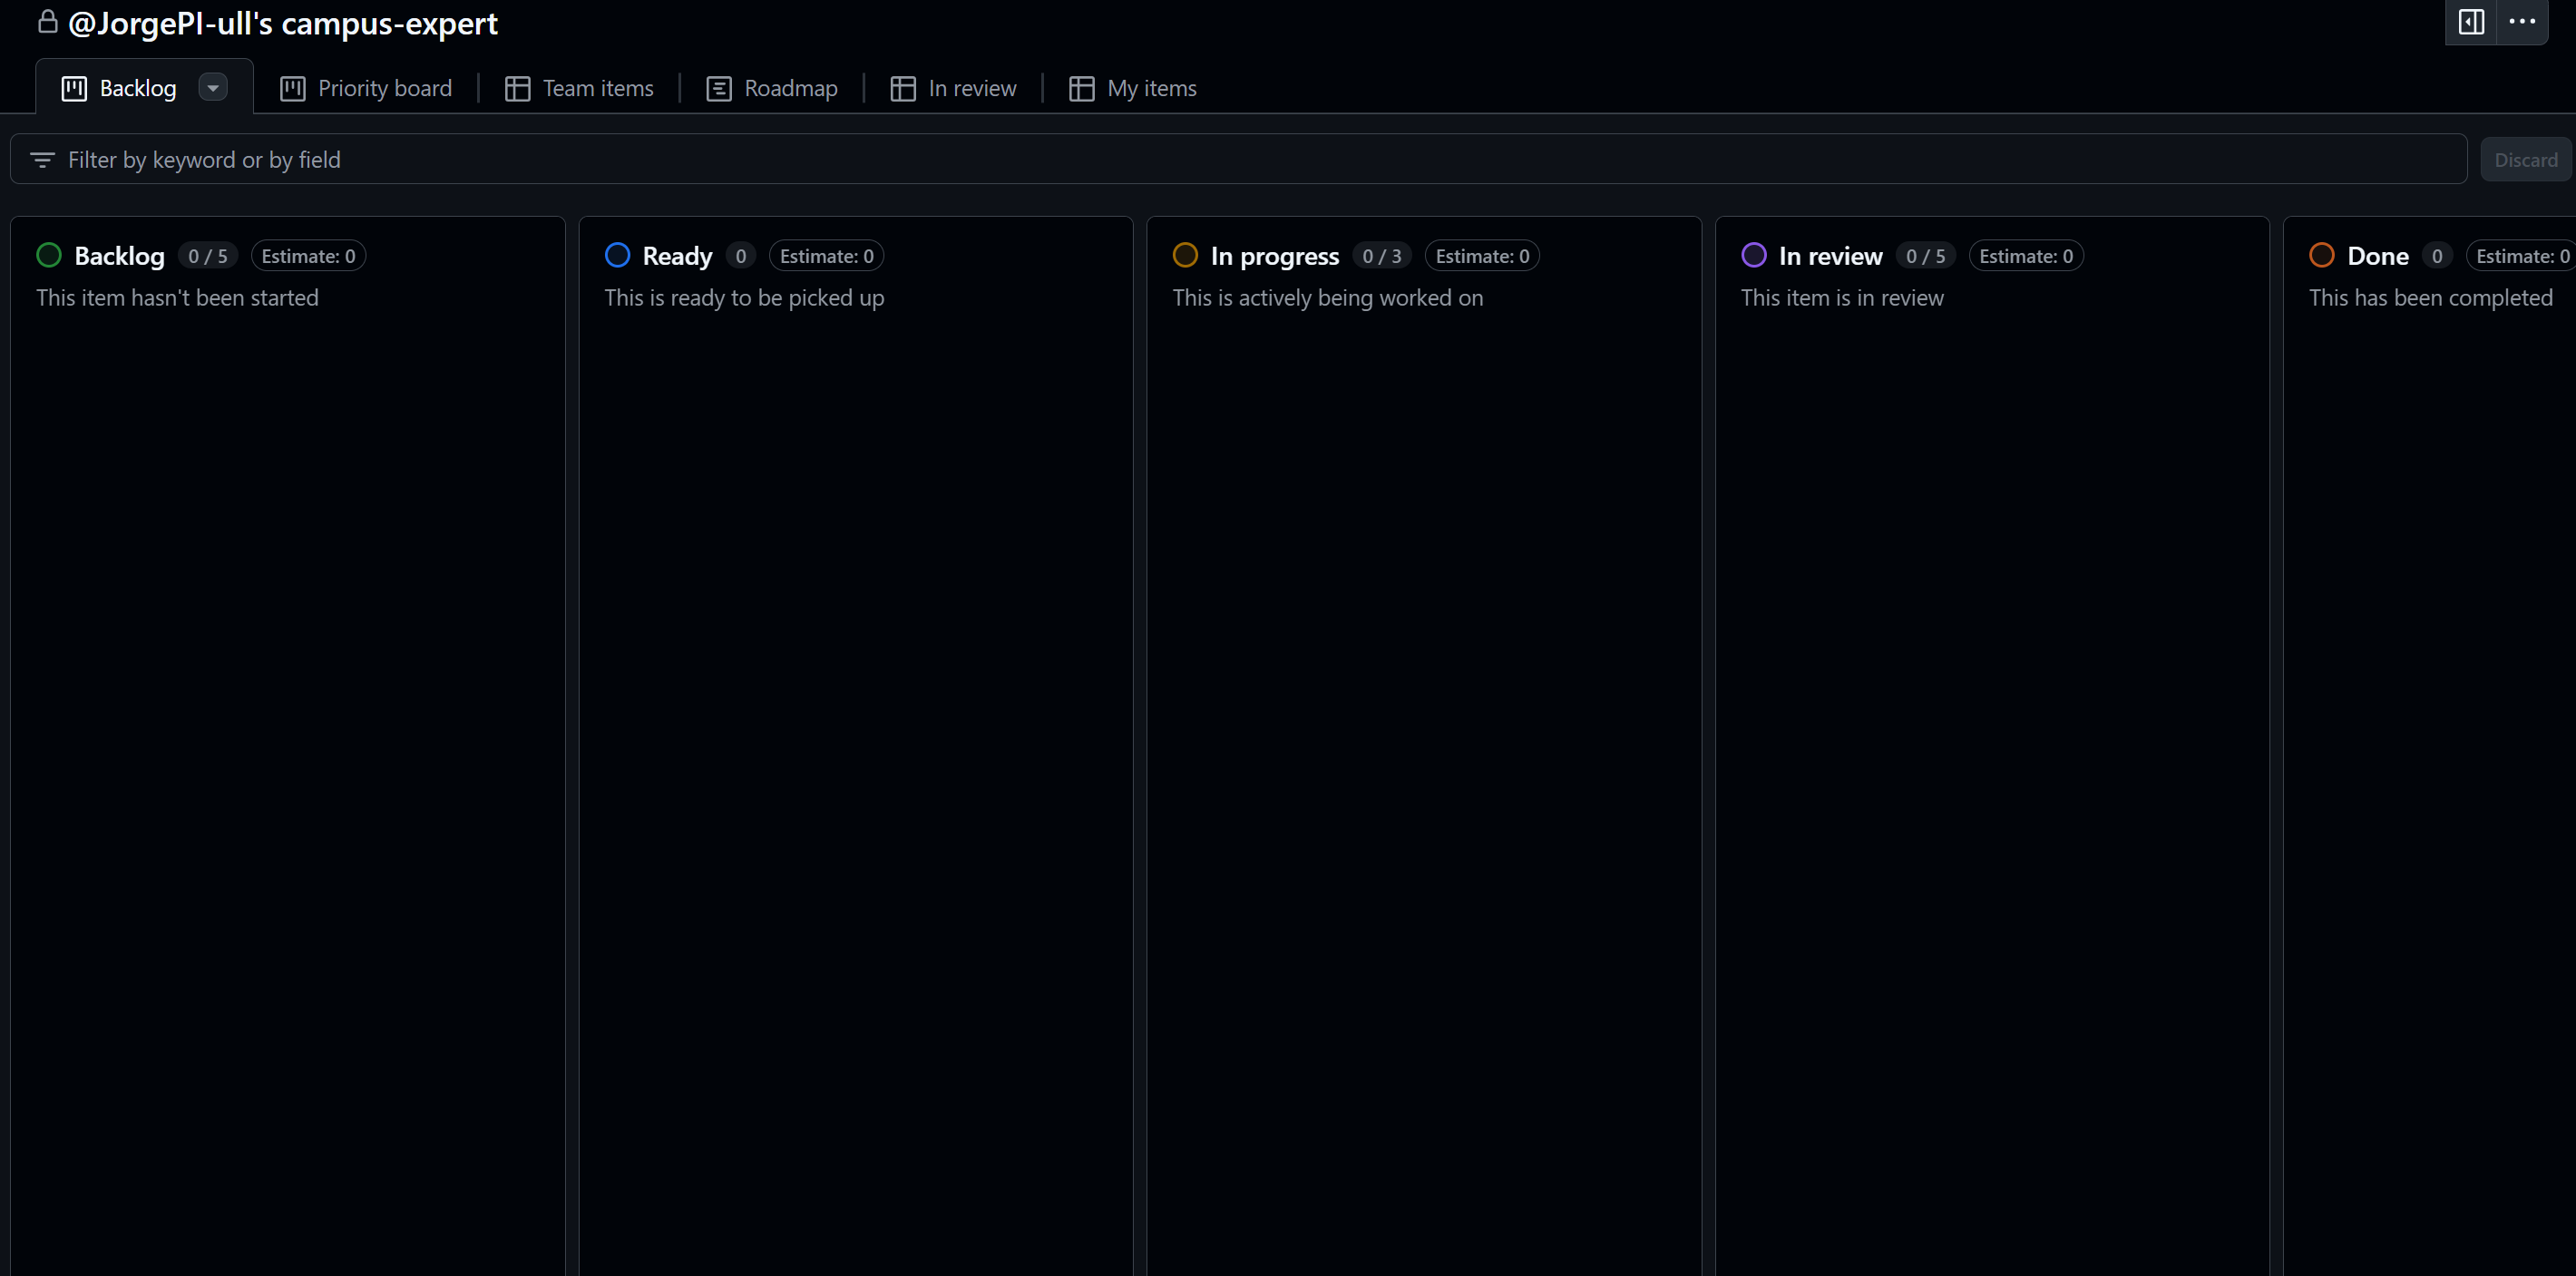 @JorgePI-ull's campus-expert
Backlog Priority board Team items Roadmap In review My items
Filter by keyword or by field Discard
Backlog 0 / 5 Estimate: 0
This item hasn't been started
Ready 0 Estimate: 0
This is ready to be picked up
In progress 0 / 3 Estimate: 0
This is actively being worked on
In review 0 / 5 Estimate: 0
This item is in review
Done 0 Estimate: 0
This has been completed